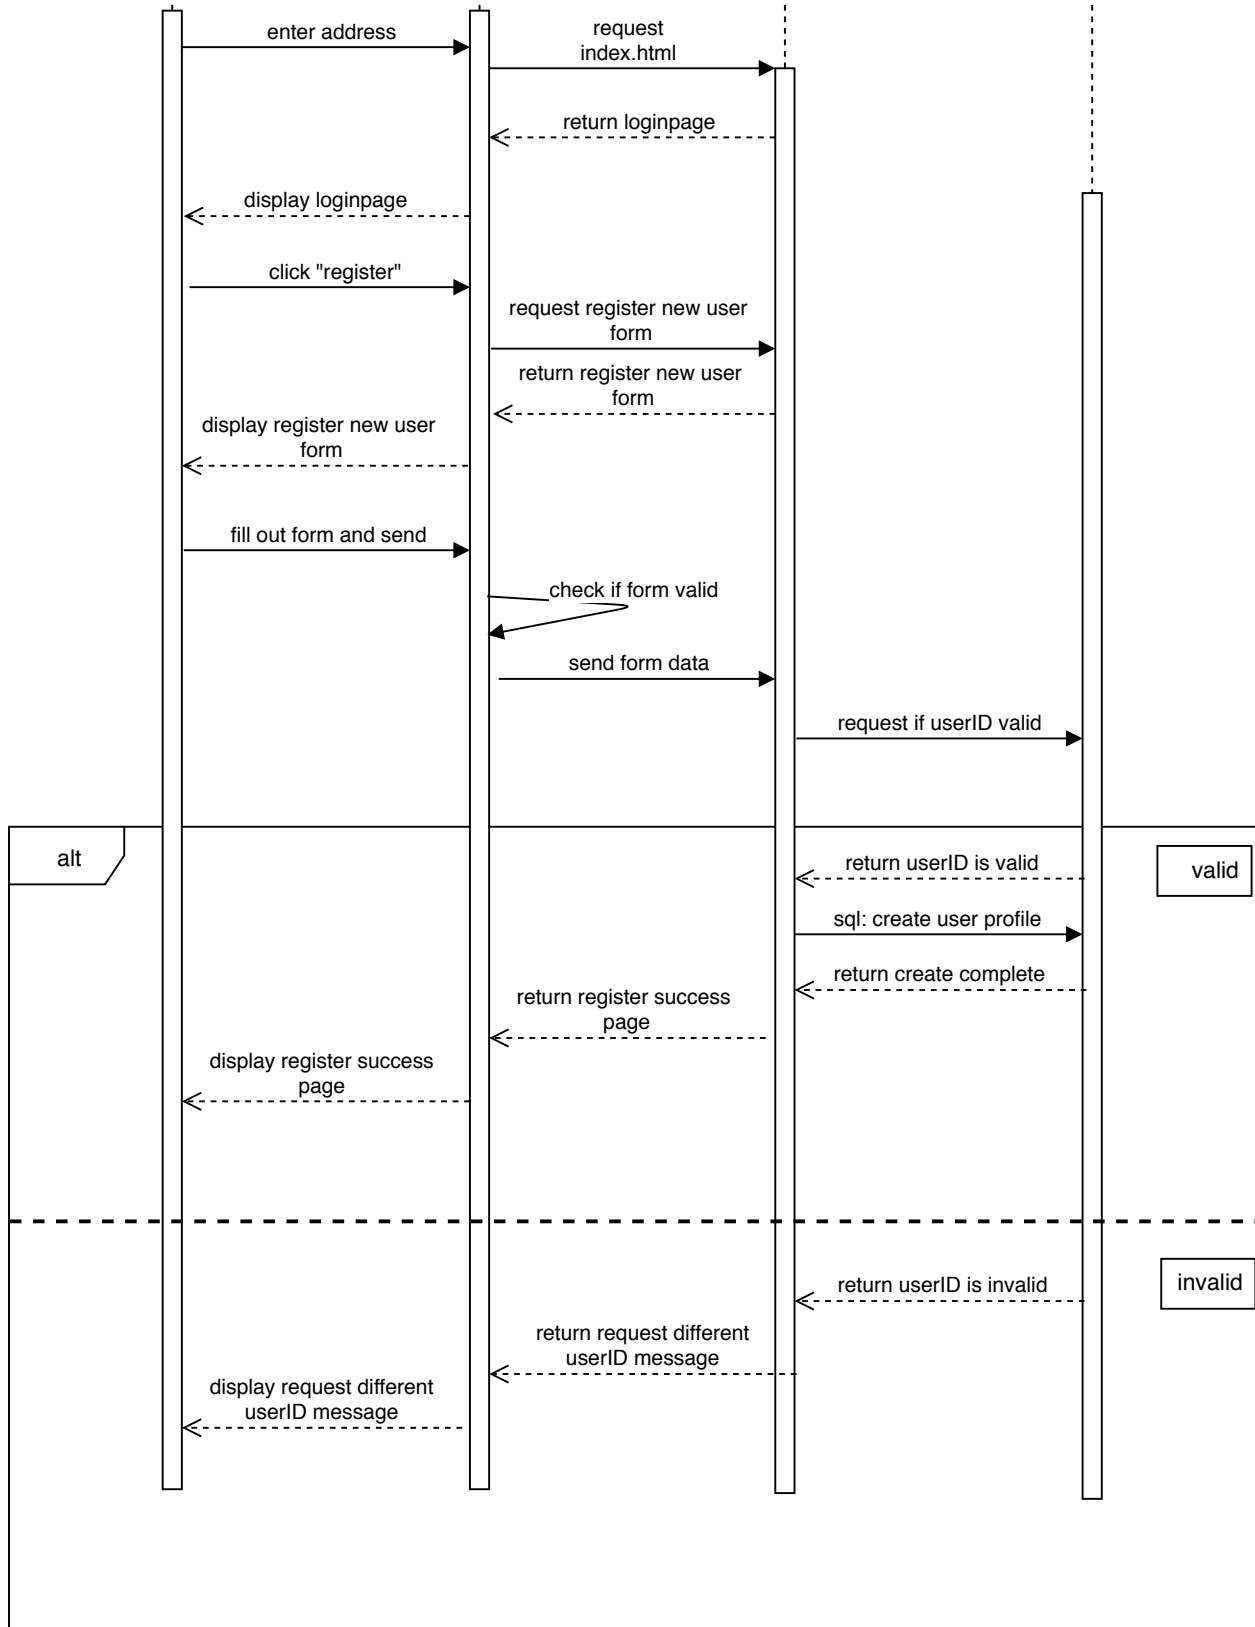 enter address
request
index.html
return loginpage
display loginpage
click "register"
request register new user
form
return register new user
form
display register new user
form
fill out form and send
check if form valid
send form data
request if userID valid
alt
return userID is valid
valid
sql: create user profile
return create complete
return register success
page
display register success
page
return userID is invalid
invalid
return request different
userID message
display request different
userID message